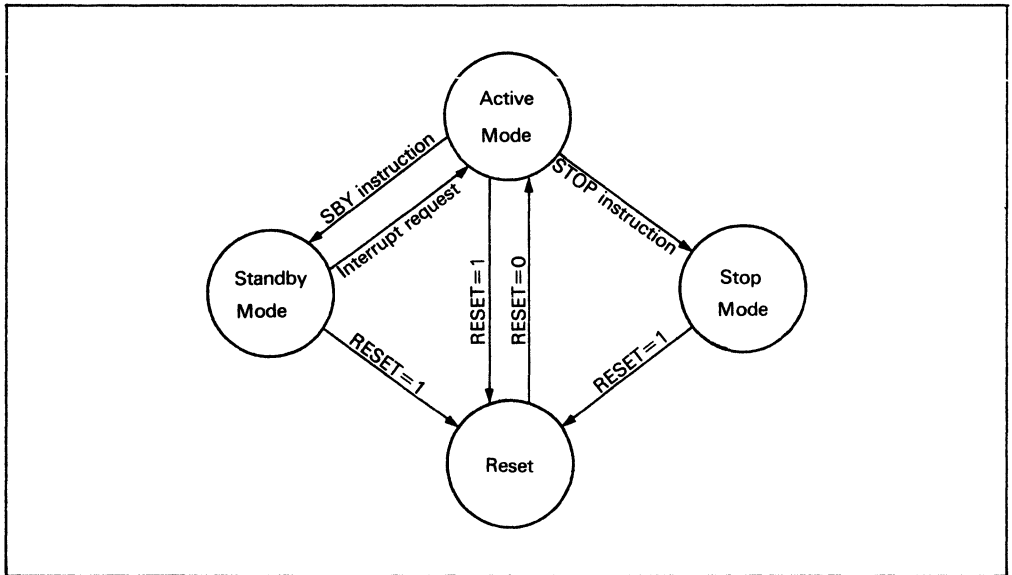 Active
Mode
SBY instruction
Interrupt request
STOP instruction
Standby
Mode
RESET=1
RESET=0
Stop
Mode
RESET=1
RESET=1
Reset